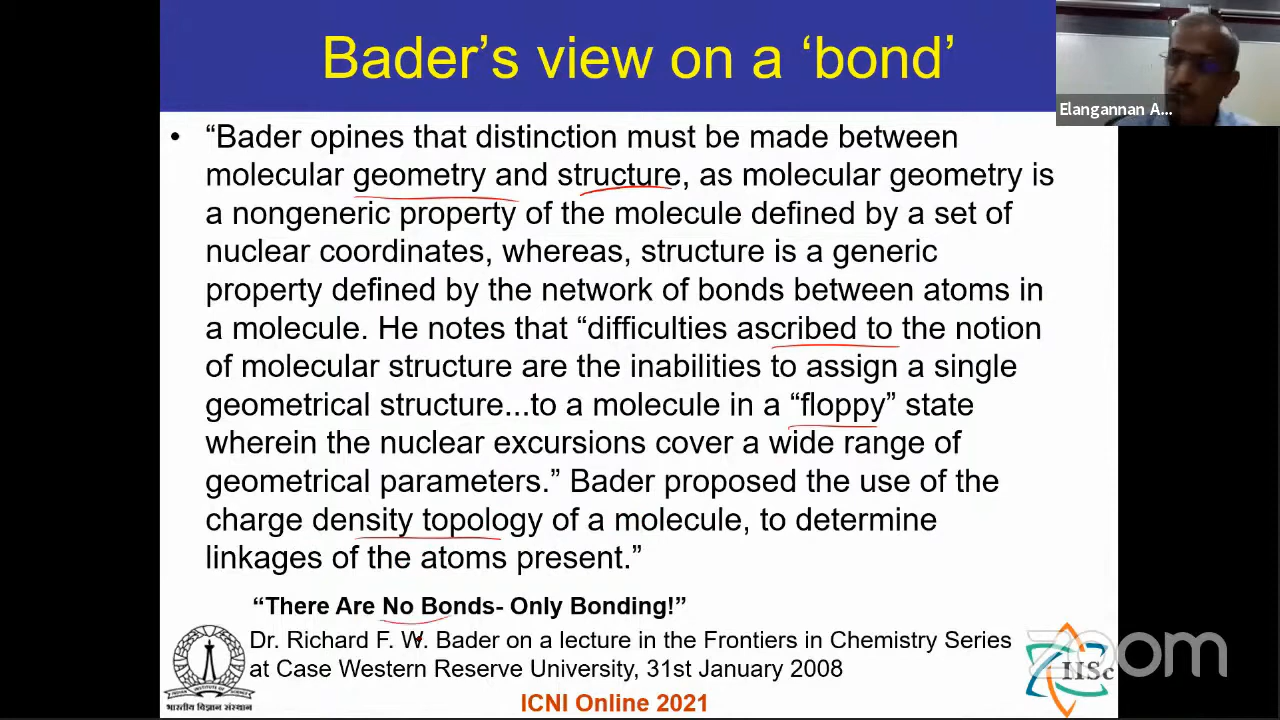 Bader’s view on a ‘bond’
Elangannan A...
• “Bader opines that distinction must be made between
molecular geometry and structure, as molecular geometry is
a nongeneric property of the molecule defined by a set of
nuclear coordinates, whereas, structure is a generic
property defined by the network of bonds between atoms in
a molecule. He notes that “difficulties ascribed to the notion
of molecular structure are the inabilities to assign a single
geometrical structure...to a molecule in a “floppy” state
wherein the nuclear excursions cover a wide range of
geometrical parameters.” Bader proposed the use of the
charge density topology of a molecule, to determine
linkages of the atoms present.”
“There Are No Bonds- Only Bonding!”
Dr. Richard F. W. Bader on a lecture in the Frontiers in Chemistry Series
at Case Western Reserve University, 31st January 2008
zoom
IISc
भारतीय विज्ञान संस्थान
ICNI Online 2021